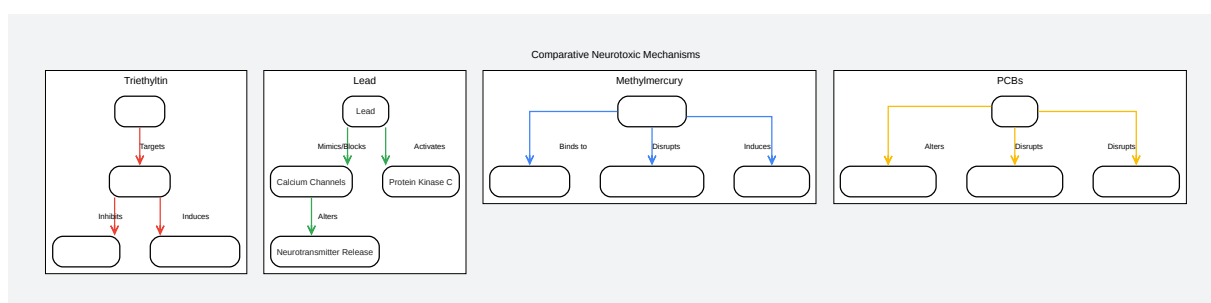 Comparative Neurotoxic Mechanisms
Triethyltin
Targets
Inhibits
Induces
Lead
Lead
Mimics/Blocks
Activates
Calcium Channels
Protein Kinase C
Alters
Neurotransmitter Release
Methylmercury
Binds to
Disrupts
Induces
PCBs
Alters
Disrupts
Disrupts